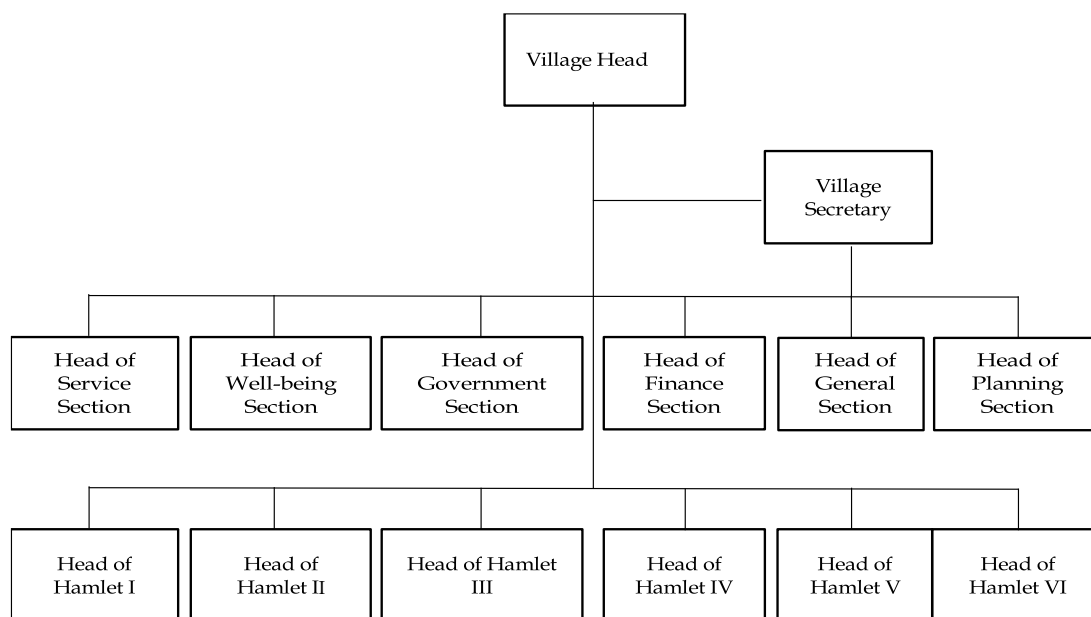 Village Head
Village
Secretary
Head of
Service
Section
Head of
Well-being
Section
Head of
Government
Section
Head of
Finance
Section
Head of
General
Section
Head of
Planning
Section
Head of
Hamlet I
Head of
Hamlet II
Head of Hamlet
III
Head of
Hamlet IV
Head of
Hamlet V
Head of
Hamlet VI